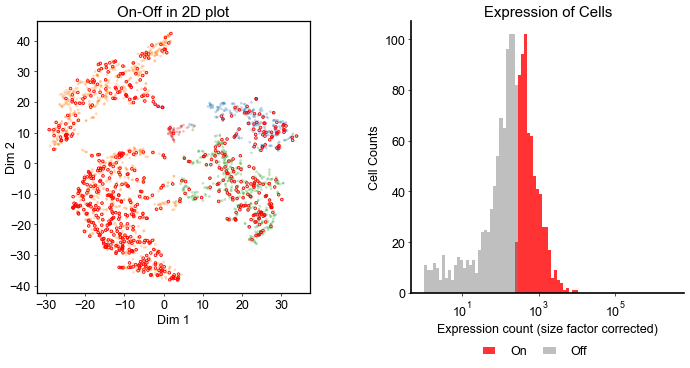 On-Off in 2D plot
40
30
20
10
0
−10
−20
−30
−40
Dim 2
−30 −20 −10 0 10 20 30
Dim 1
Expression of Cells
100
80
60
40
20
0
Cell Counts
10^1 10^3 10^5
Expression count (size factor corrected)
On Off